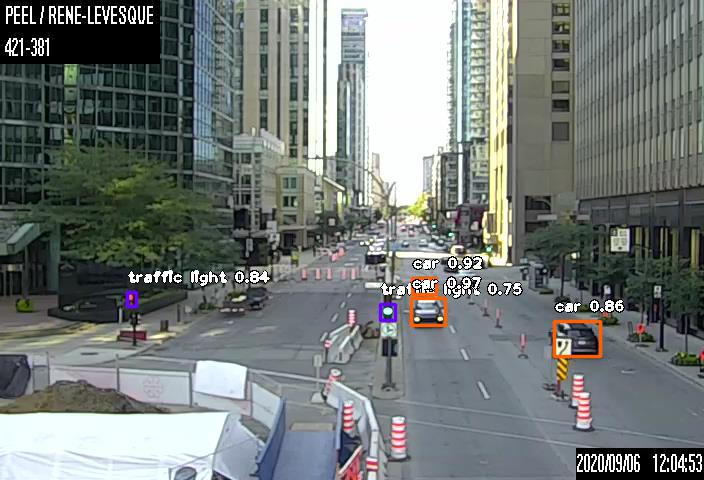 PEEL / RENE-LEVESQUE
421-381
traffic light 0.84
car 0.92
car 0.97
traffic light 0.75
car 0.86
2020/09/06 12:04:53